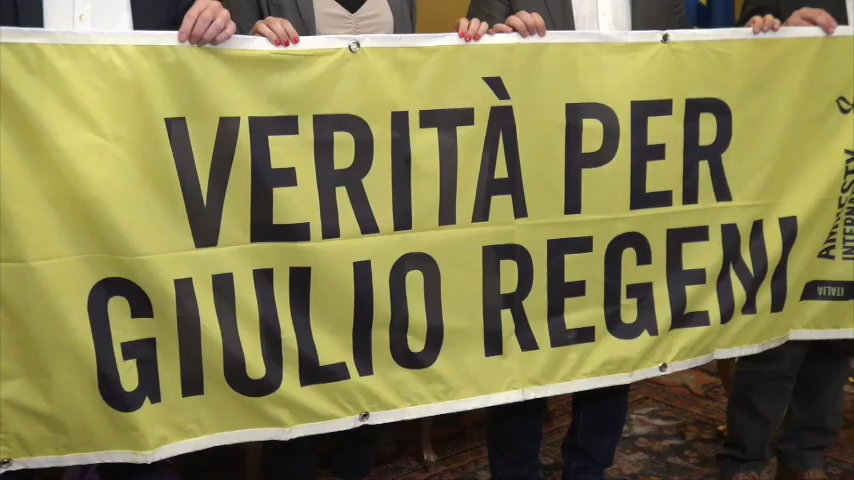 VERITÀ PER
GIULIO REGENI
AMNESTY
INTERNATIONAL
ITALIA